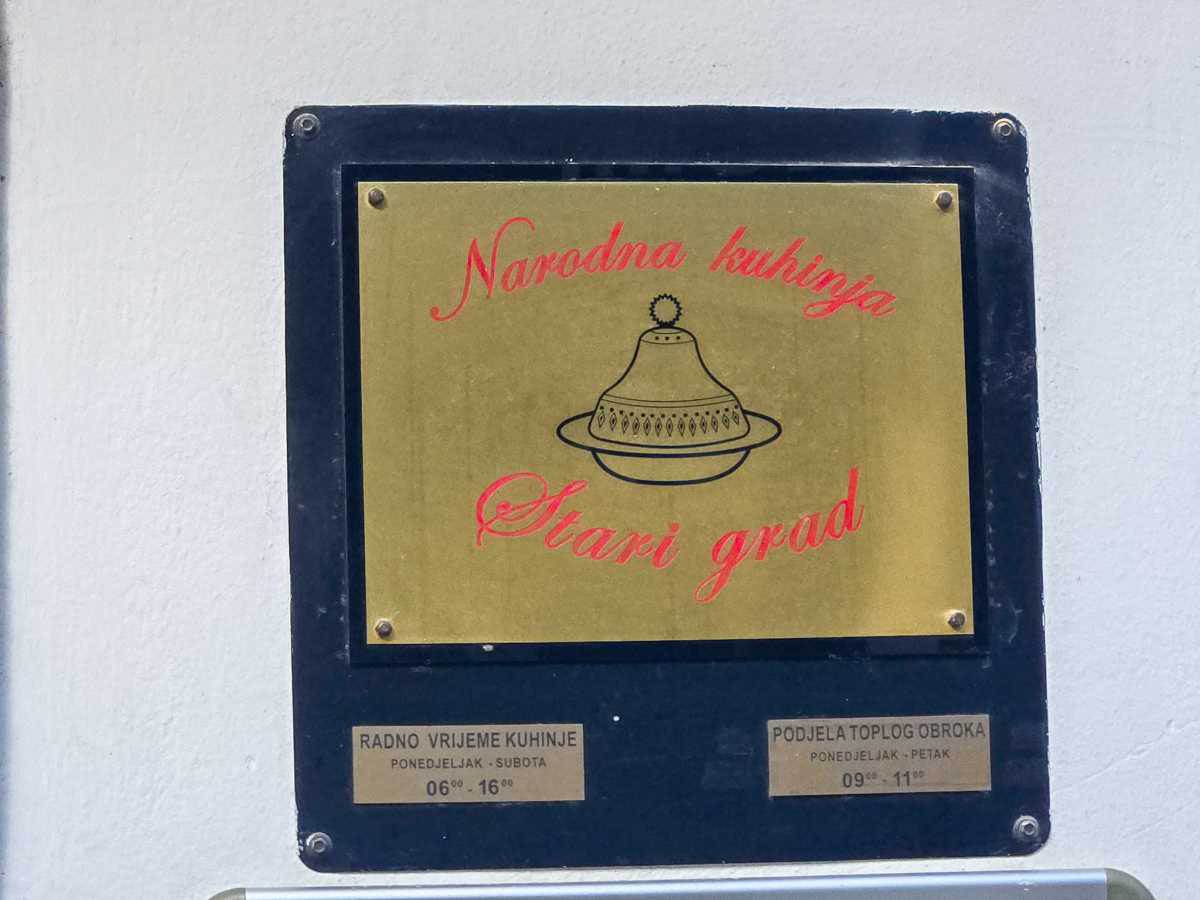 Narodna kuhinja
Stari grad
RADNO VRIJEME KUHINJE
PONEDJELJAK - SUBOTA
06⁰⁰ - 16⁰⁰
PODJELA TOPLOG OBROKA
PONEDJELJAK - PETAK
09⁰⁰ - 11⁰⁰